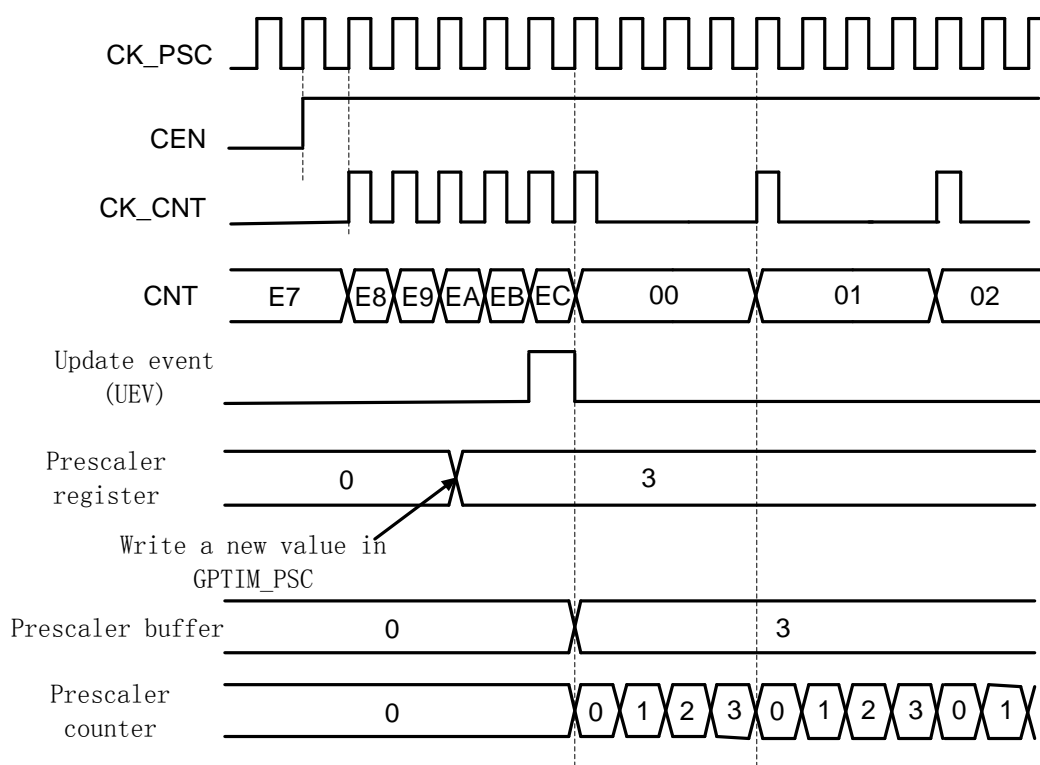 CK_PSC
CEN
CK_CNT
CNT
E7 E8 E9 EA EB EC 00 01 02
Update event
(UEV)
Prescaler
register
0 3
Write a new value in
GPTIM_PSC
Prescaler buffer
0 3
Prescaler
counter
0 0 1 2 3 0 1 2 3 0 1